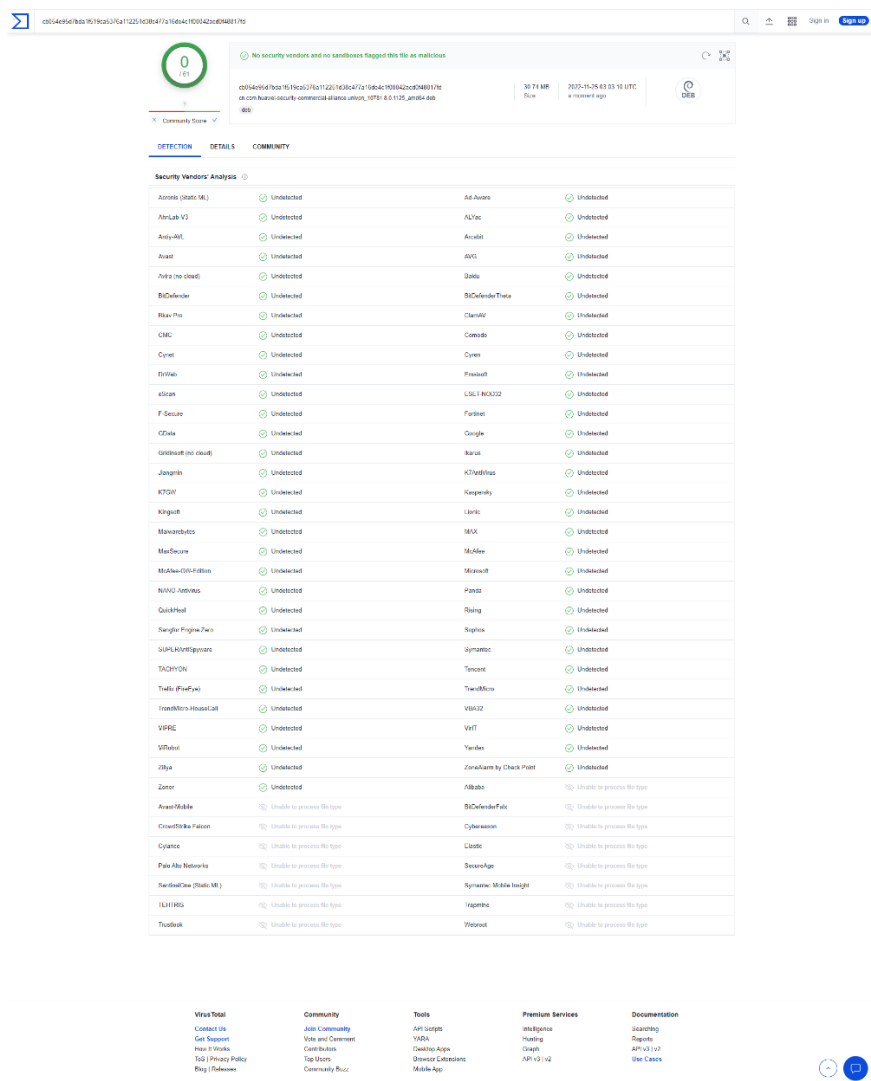 Sign in
Sign up
0
/ 61
Community Score
No security vendors and no sandboxes flagged this file as malicious
deb
30.74 MB
Size
2022-11-25 03:03:10 UTC
a moment ago
DEB
DETECTION DETAILS COMMUNITY
Security Vendors' Analysis
Acronis (Static ML) Undetected Ad-Aware Undetected
AhnLab-V3 Undetected ALYac Undetected
Antiy-AVL Undetected Arcabit Undetected
Avast Undetected AVG Undetected
Avira (no cloud) Undetected Baidu Undetected
BitDefender Undetected BitDefenderTheta Undetected
Bkav Pro Undetected ClamAV Undetected
CMC Undetected Comodo Undetected
Cynet Undetected Cyren Undetected
DrWeb Undetected Emsisoft Undetected
eScan Undetected ESET-NOD32 Undetected
F-Secure Undetected Fortinet Undetected
GData Undetected Google Undetected
Gridinsoft (no cloud) Undetected Ikarus Undetected
Jiangmin Undetected K7AntiVirus Undetected
K7GW Undetected Kaspersky Undetected
Kingsoft Undetected Lionic Undetected
Malwarebytes Undetected MAX Undetected
MaxSecure Undetected McAfee Undetected
McAfee-GW-Edition Undetected Microsoft Undetected
NANO-Antivirus Undetected Panda Undetected
QuickHeal Undetected Rising Undetected
Sangfor Engine Zero Undetected Sophos Undetected
SUPERAntiSpyware Undetected Symantec Undetected
TACHYON Undetected Tencent Undetected
Trellix (FireEye) Undetected TrendMicro Undetected
TrendMicro-HouseCall Undetected VBA32 Undetected
VIPRE Undetected VirIT Undetected
ViRobot Undetected Yandex Undetected
Zillya Undetected ZoneAlarm by Check Point Undetected
Zoner Undetected Alibaba Unable to process file type
Avast-Mobile Unable to process file type BitDefenderFalx Unable to process file type
CrowdStrike Falcon Unable to process file type Cybereason Unable to process file type
Cylance Unable to process file type Elastic Unable to process file type
Palo Alto Networks Unable to process file type SecureAge Unable to process file type
SentinelOne (Static ML) Unable to process file type Symantec Mobile Insight Unable to process file type
TEHTRIS Unable to process file type Trapmine Unable to process file type
Trustlook Unable to process file type Webroot Unable to process file type
VirusTotal Community Tools Premium Services Documentation
Contact Us Join Community API Scripts Intelligence Searching
Get Support Vote and Comment YARA Hunting Reports
How It Works Contributors Desktop Apps Graph API v3 | v2
ToS | Privacy Policy Top Users Browser Extensions API v3 | v2 Use Cases
Blog | Releases Community Buzz Mobile App